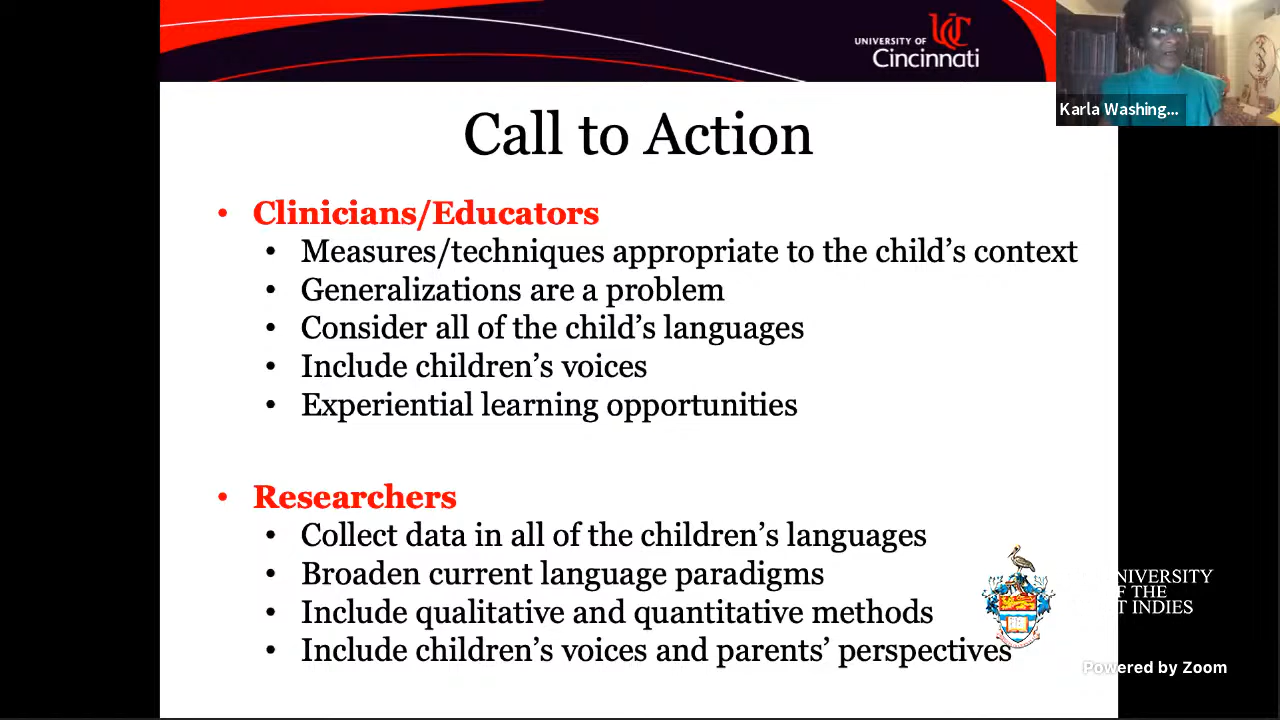 UNIVERSITY OF
Cincinnati
Karla Washing...
Call to Action
• Clinicians/Educators
• Measures/techniques appropriate to the child’s context
• Generalizations are a problem
• Consider all of the child’s languages
• Include children’s voices
• Experiential learning opportunities
• Researchers
• Collect data in all of the children’s languages
• Broaden current language paradigms
• Include qualitative and quantitative methods
• Include children’s voices and parents’ perspectives
NIVERSITY
F THE
T INDIES
Powered by Zoom